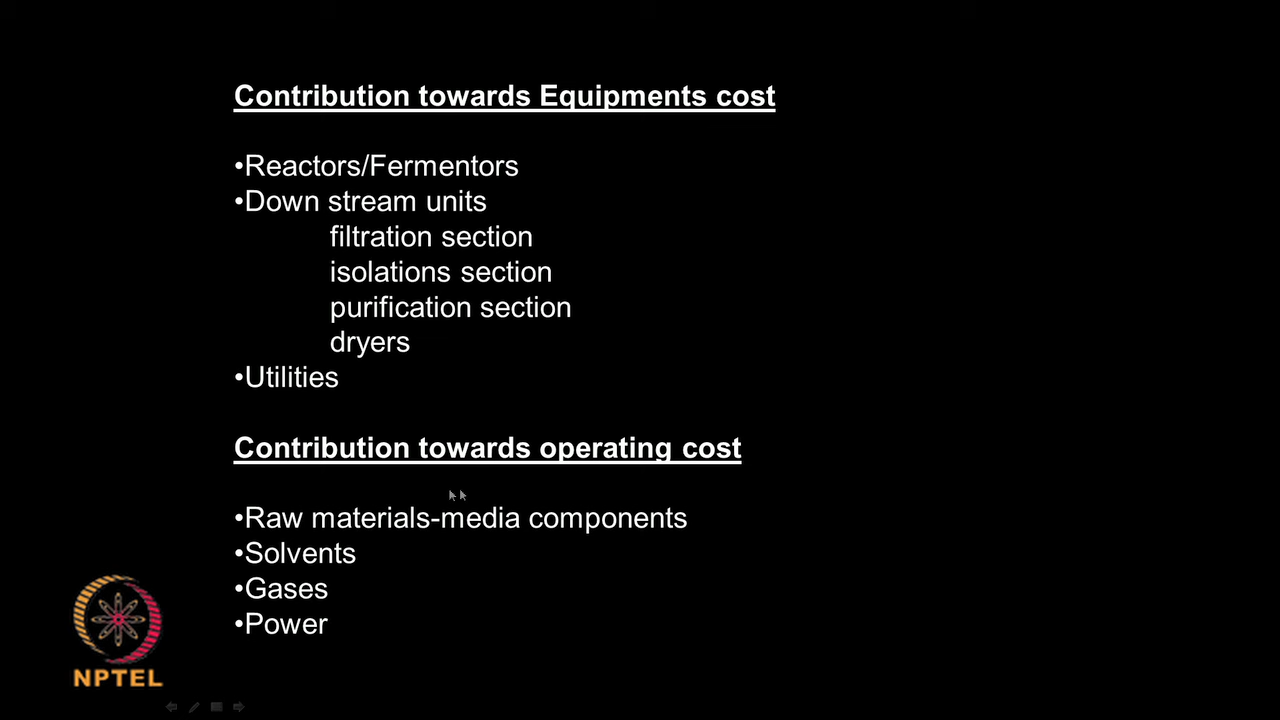 Contribution towards Equipments cost
•Reactors/Fermentors
•Down stream units
filtration section
isolations section
purification section
dryers
•Utilities
Contribution towards operating cost
•Raw materials-media components
•Solvents
•Gases
•Power
NPTEL